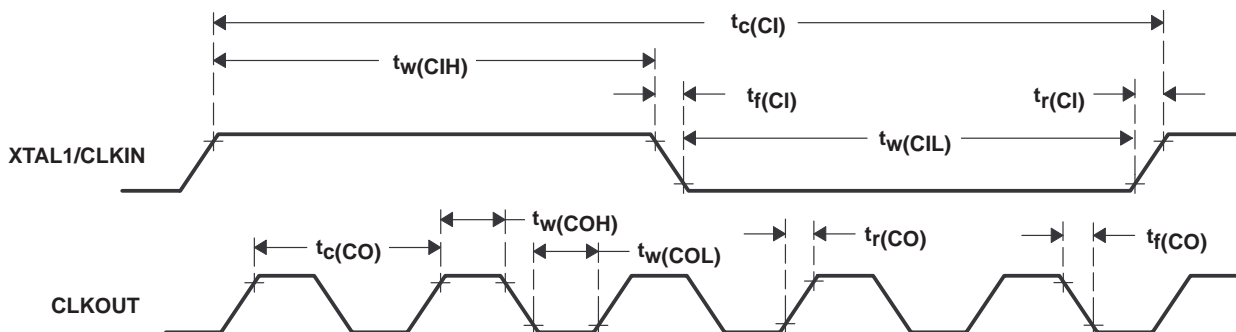 tc(CI)
tw(CIH)
tf(CI)
tr(CI)
tw(CIL)
XTAL1/CLKIN
tw(COH)
tc(CO)
tw(COL)
tr(CO)
tf(CO)
CLKOUT